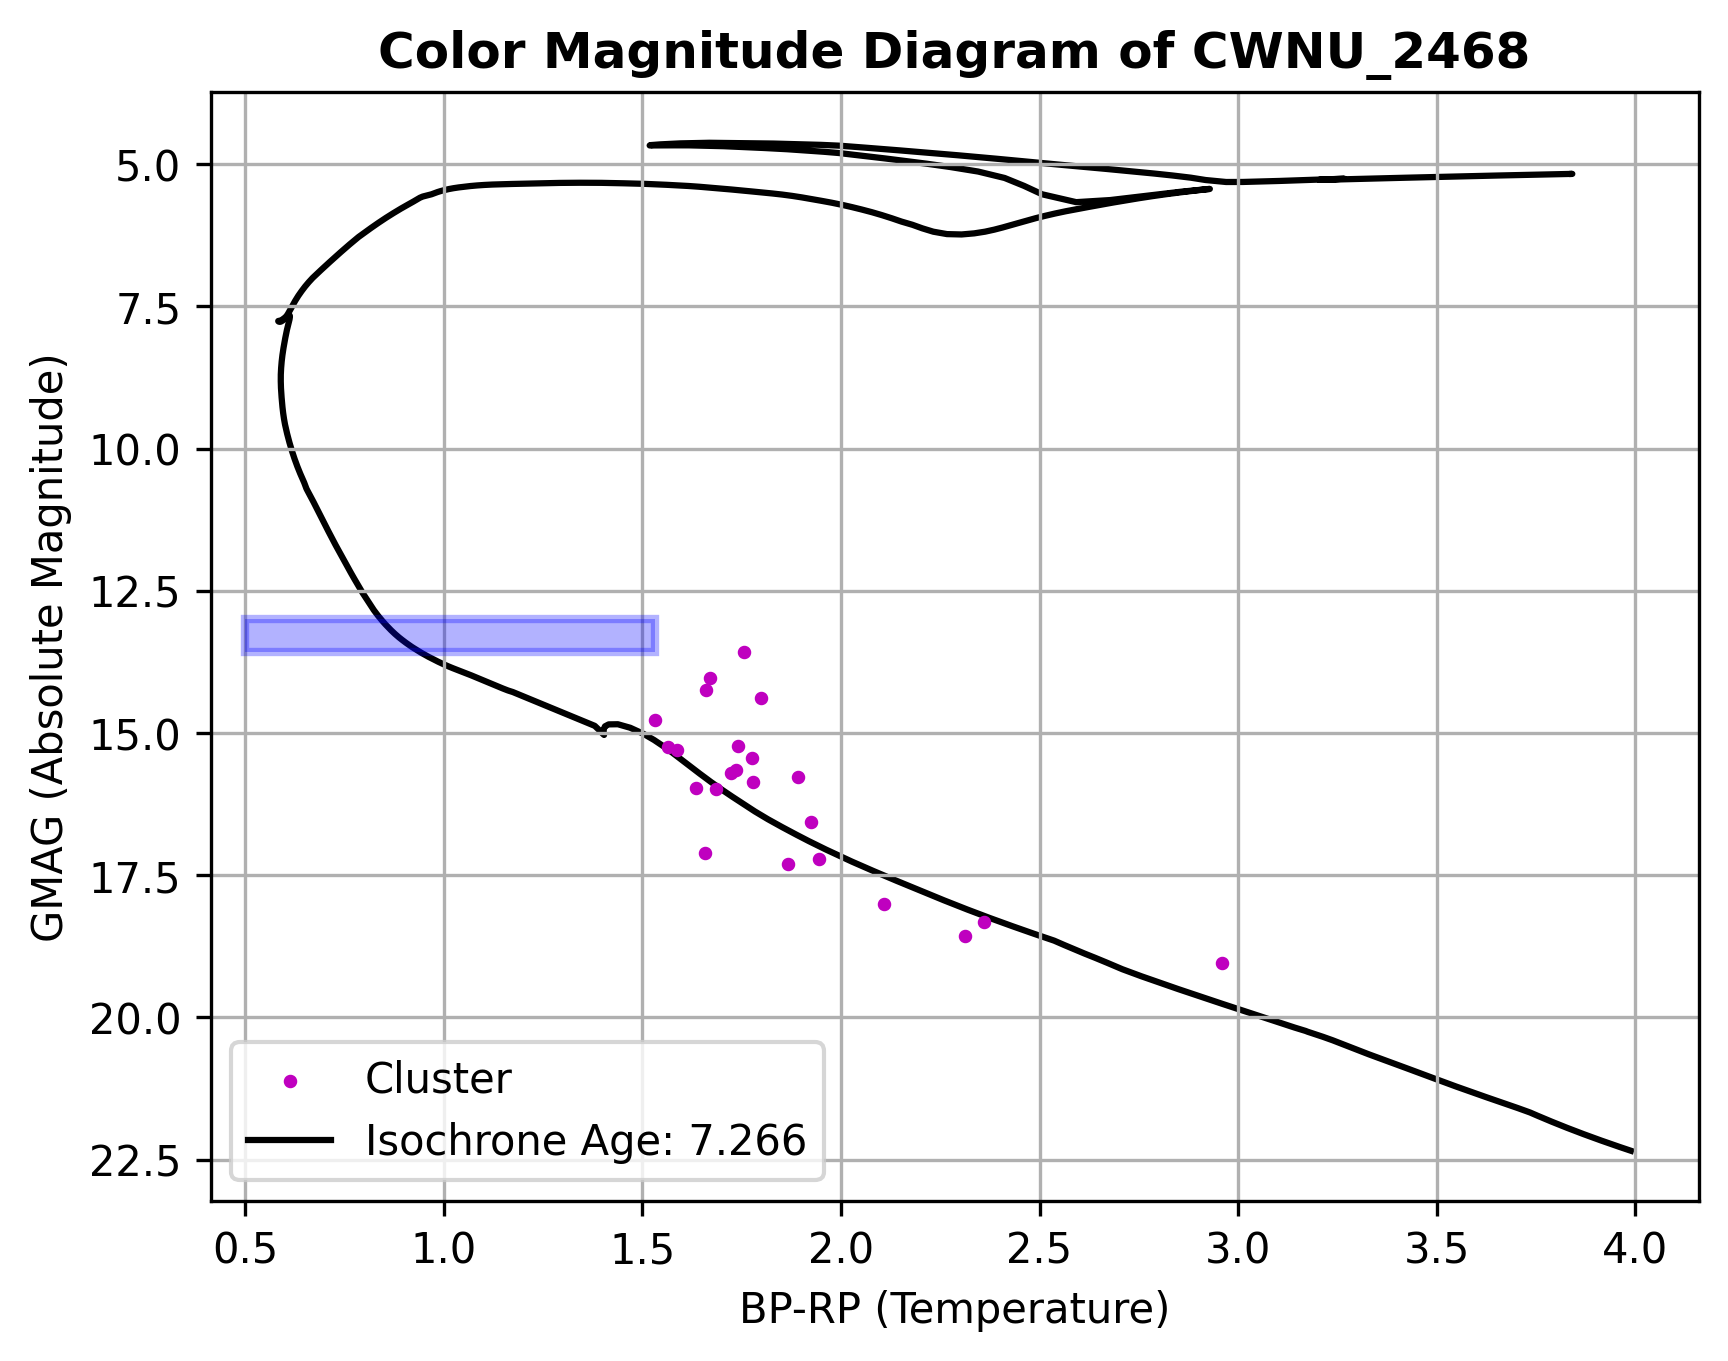 Color Magnitude Diagram of CWNU_2468
GMAG (Absolute Magnitude)
5.0
7.5
10.0
12.5
15.0
17.5
20.0
22.5
Cluster
Isochrone Age: 7.266
0.5 1.0 1.5 2.0 2.5 3.0 3.5 4.0
BP-RP (Temperature)